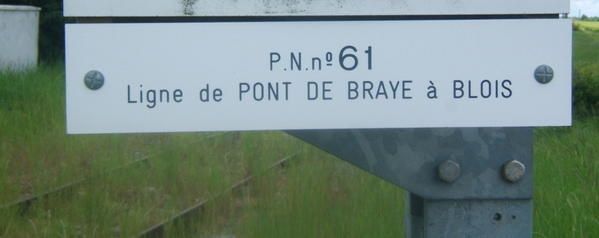 P.N.nº61
Ligne de PONT DE BRAYE à BLOIS